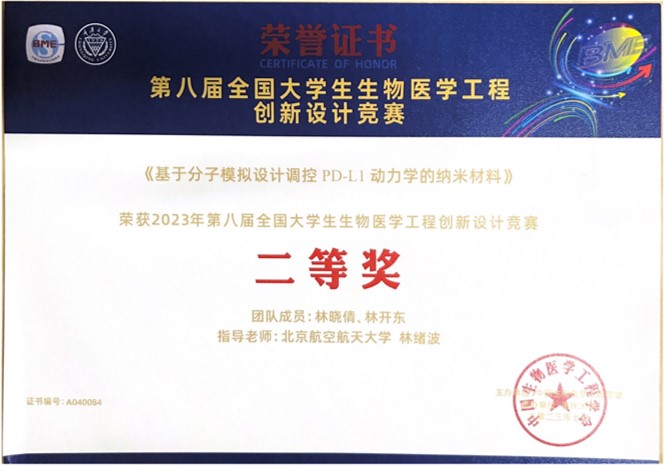 BME
荣誉证书
CERTIFICATE OF HONOR
BME
第八届全国大学生生物医学工程
创新设计竞赛
《基于分子模拟设计调控 PD-L1 动力学的纳米材料》
荣获2023年第八届全国大学生生物医学工程创新设计竞赛
二等奖
团队成员：林晓倩、林开东
指导老师：北京航空航天大学 林绪波
中国生物医学工程学会
证书编号：A040084